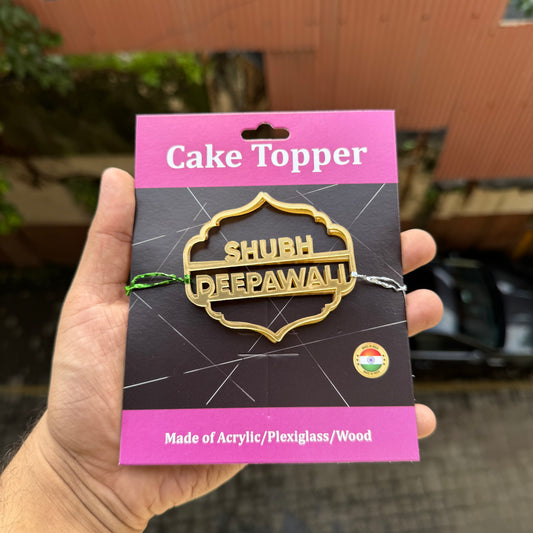 Cake Topper
SHUBH
DEEPAWALI
Made of Acrylic/Plexiglass/Wood